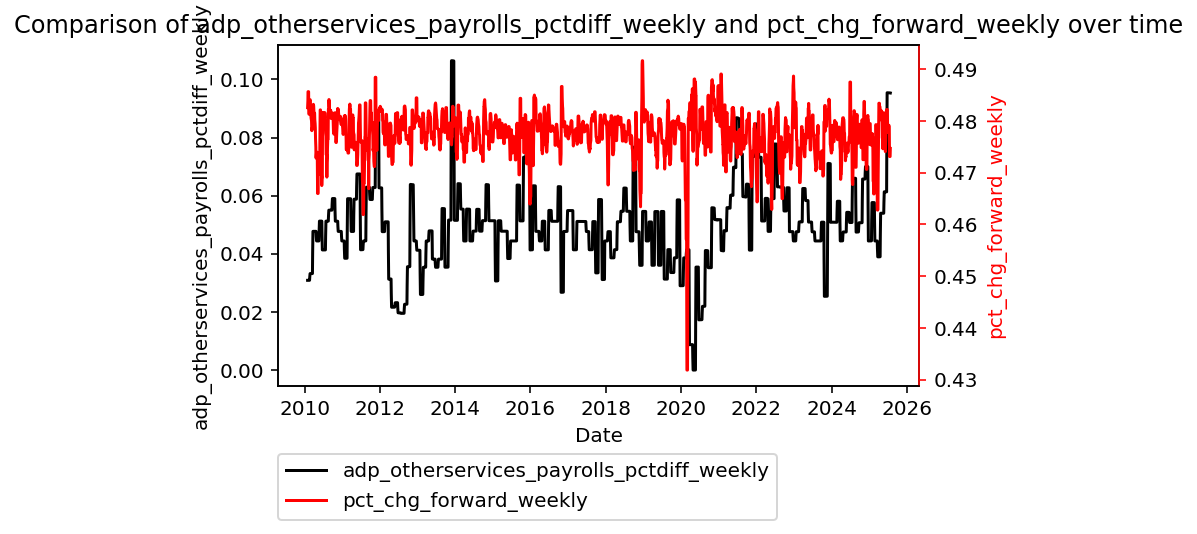 Comparison of adp_otherservices_payrolls_pctdiff_weekly and pct_chg_forward_weekly over time
adp_otherservices_payrolls_pctdiff_weekly
0.10
0.08
0.06
0.04
0.02
0.00
0.49
0.48
0.47
0.46
0.45
0.44
0.43
pct_chg_forward_weekly
2010 2012 2014 2016 2018 2020 2022 2024 2026
Date
adp_otherservices_payrolls_pctdiff_weekly
pct_chg_forward_weekly